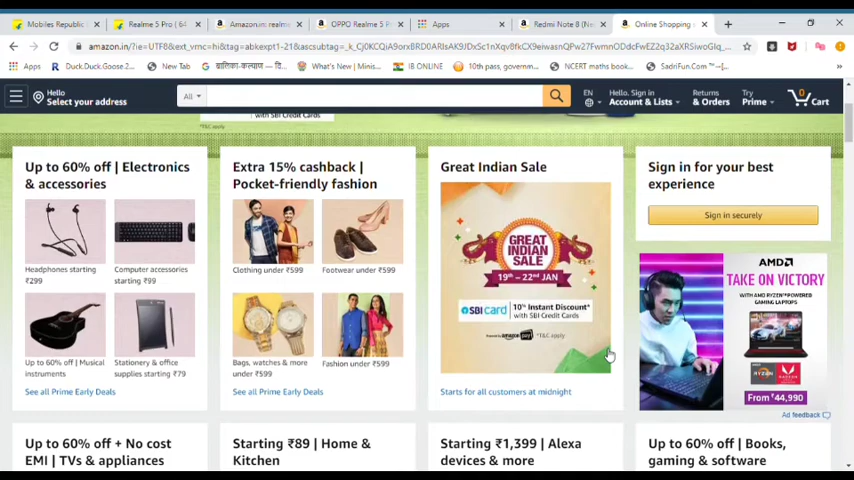 Mobiles Republic
Realme 5 Pro ( 64
Amazon.in: realme
OPPO Realme 5 P
Apps
Redmi Note 8 (Ne
Online Shopping
amazon.in/?ie=UTF8&ext_vrnc=hi&tag=abkexpt1-21&ascsubtag=
Apps
Duck.Duck.Goose.2...
New Tab
बालिका-कल्याण — दि...
What's New | Minis...
IB ONLINE
10th pass, governm...
NCERT maths book...
SadriFun.Com ™--[...
Hello
Select your address
All
EN
Hello, Sign in
Account & Lists
Returns
& Orders
Try
Prime
0
Cart
with SBI Credit Cards
*T&C apply
Up to 60% off | Electronics
& accessories
Headphones starting
₹299
Computer accessories
starting ₹99
Up to 60% off | Musical
instruments
Stationery & office
supplies starting ₹79
See all Prime Early Deals
Extra 15% cashback |
Pocket-friendly fashion
Clothing under ₹599
Footwear under ₹599
Bags, watches & more
under ₹599
Fashion under ₹599
See all Prime Early Deals
Great Indian Sale
GREAT
INDIAN
SALE
19th – 22nd JAN
SBI card
10% Instant Discount*
with SBI Credit Cards
Powered by amazon pay
*T&C apply
Starts for all customers at midnight
Sign in for your best
experience
Sign in securely
AMD
TAKE ON VICTORY
WITH AMD RYZEN™ POWERED
GAMING LAPTOPS
RYZEN
RADEON
From ₹44,990
Ad feedback
Up to 60% off + No cost
EMI | TVs & appliances
Starting ₹89 | Home &
Kitchen
Starting ₹1,399 | Alexa
devices & more
Up to 60% off | Books,
gaming & software